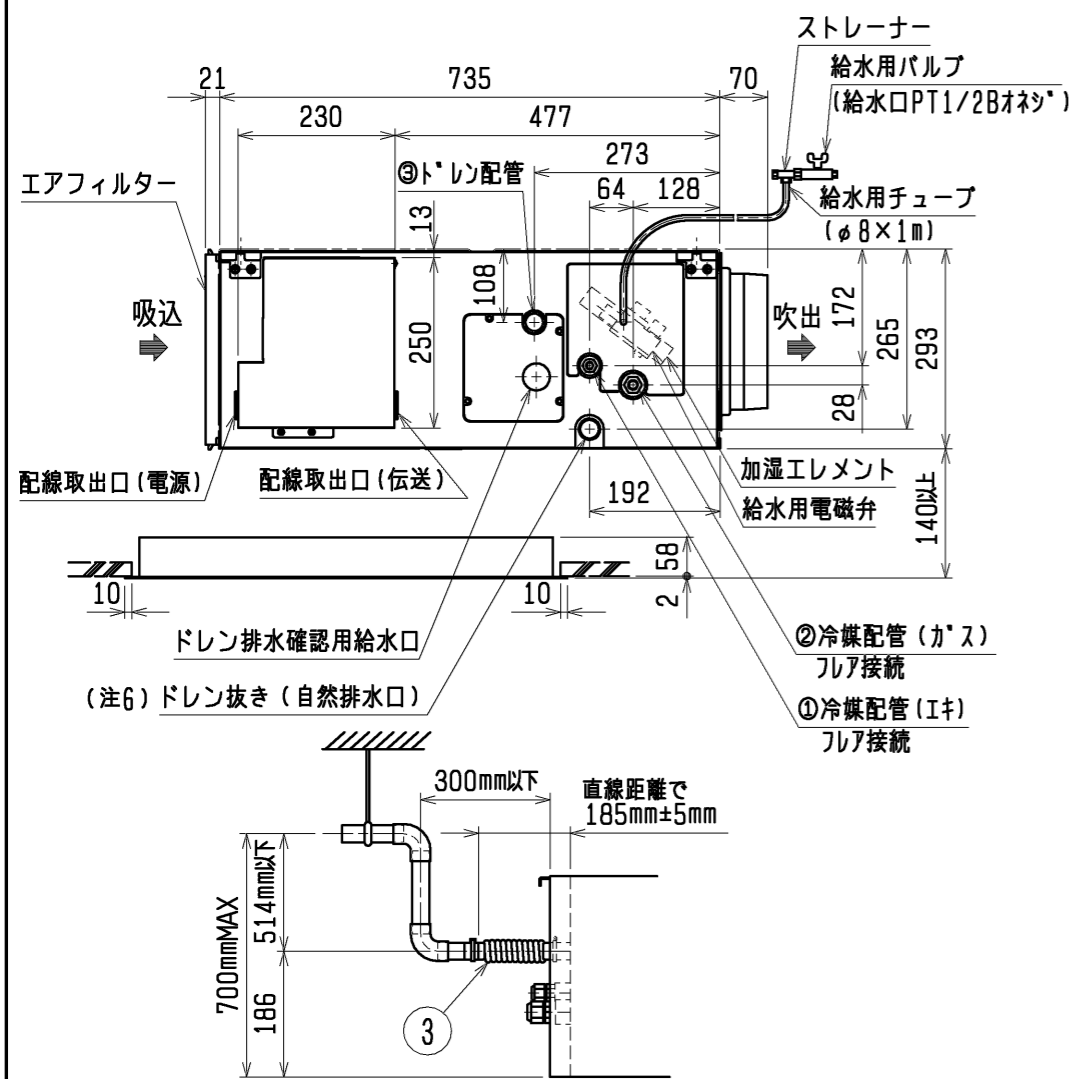 ストレーナー
給水用バルブ
(給水口PT1/2Bオネジ)
21
735
70
230
477
273
③ドレン配管
64
128
エアフィルター
給水用チューブ
(φ8×1m)
13
108
吸込
吹出
250
172
265
293
28
配線取出口(電源)
配線取出口(伝送)
加湿エレメント
192
給水用電磁弁
140以上
58
2
10
10
ドレン排水確認用給水口
②冷媒配管(ガス)
フレア接続
(注6)ドレン抜き(自然排水口)
①冷媒配管(エキ)
フレア接続
300mm以下
直線距離で
185mm±5mm
514mm以下
700mmMAX
186
3